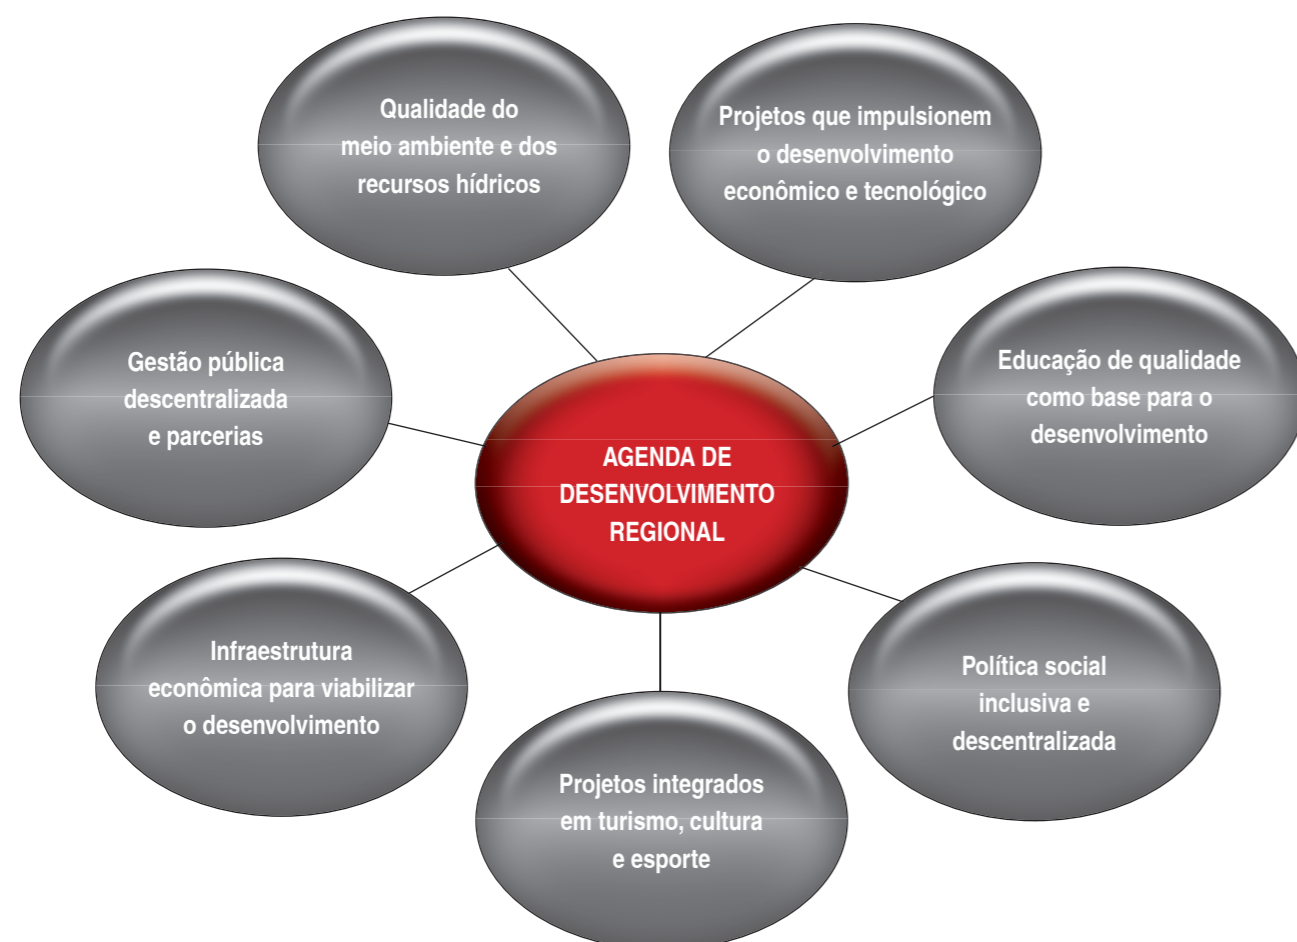 Qualidade do
meio ambiente e dos
recursos hídricos
Projetos que impulsionem
o desenvolvimento
econômico e tecnológico
Gestão pública
descentralizada
e parcerias
Educação de qualidade
como base para o
desenvolvimento
AGENDA DE
DESENVOLVIMENTO
REGIONAL
Infraestrutura
econômica para viabilizar
o desenvolvimento
Política social
inclusiva e
descentralizada
Projetos integrados
em turismo, cultura
e esporte